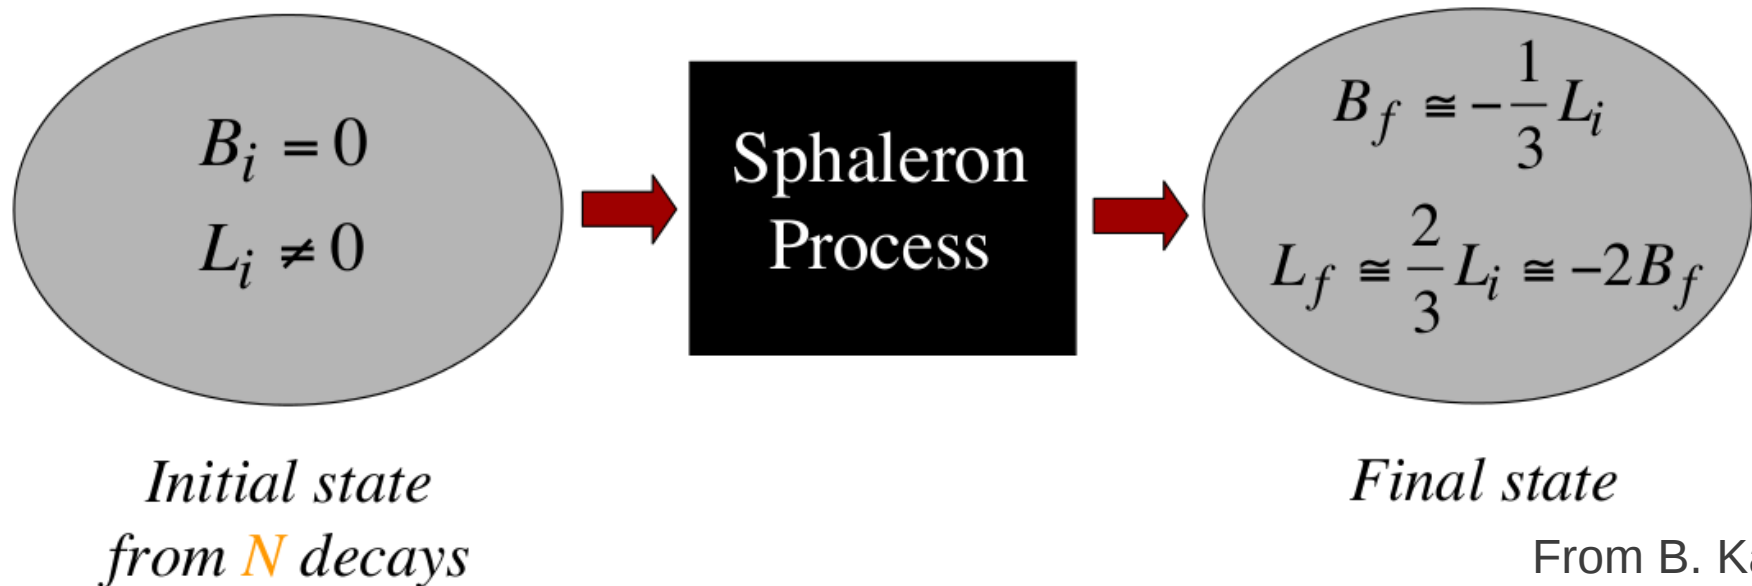 B_i = 0
L_i ≠ 0
Initial state
from N decays
Sphaleron
Process
B_f ≅ −1/3 L_i
L_f ≅ 2/3 L_i ≅ −2B_f
Final state
From B.